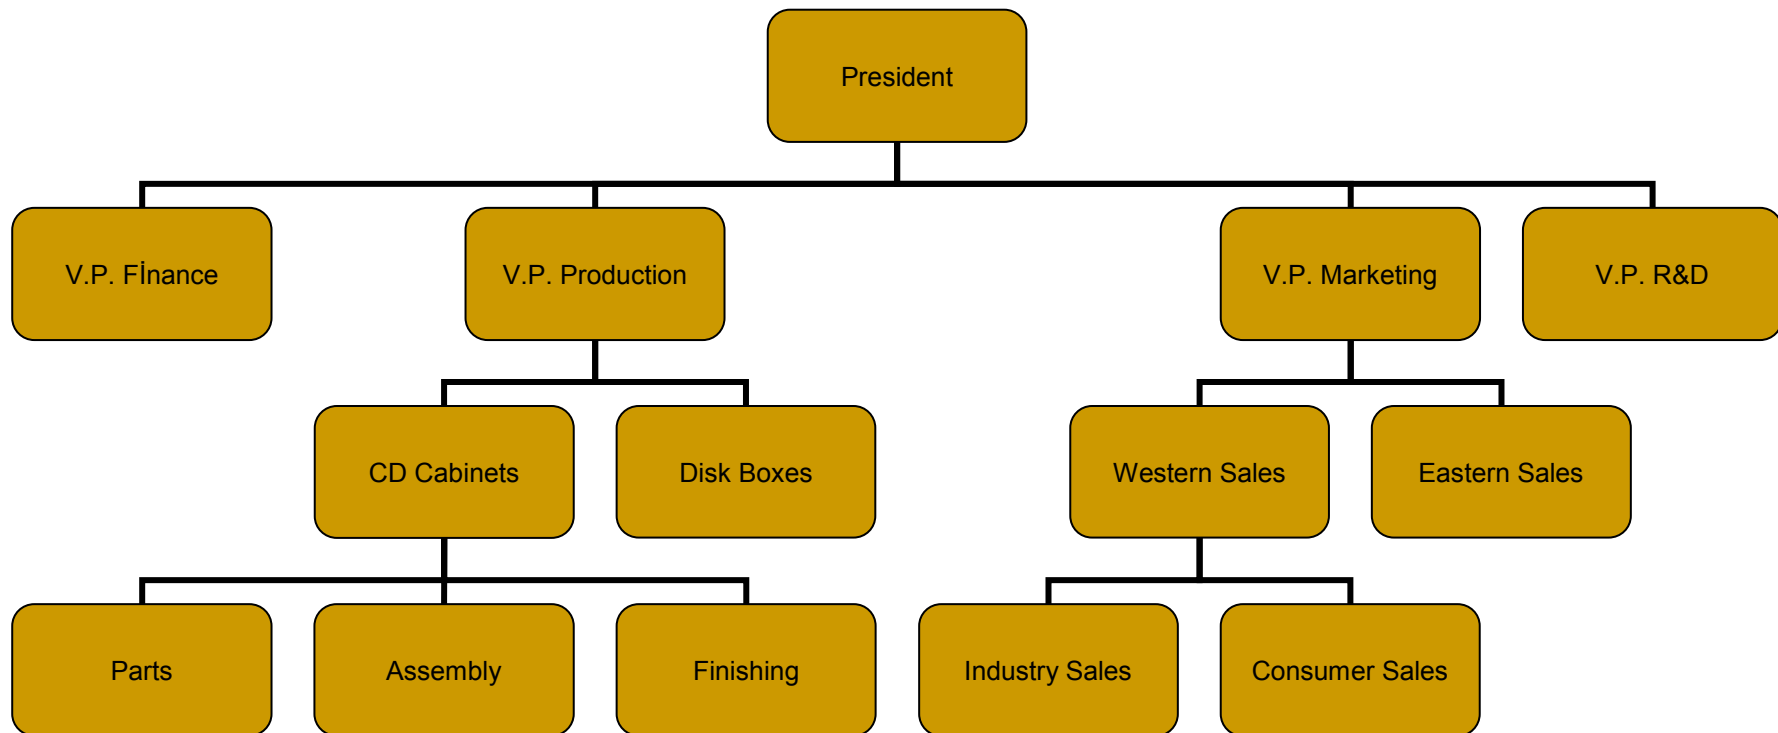 President
V.P. Fİnance
V.P. Production
V.P. Marketing
V.P. R&D
CD Cabinets
Disk Boxes
Western Sales
Eastern Sales
Parts
Assembly
Finishing
Industry Sales
Consumer Sales